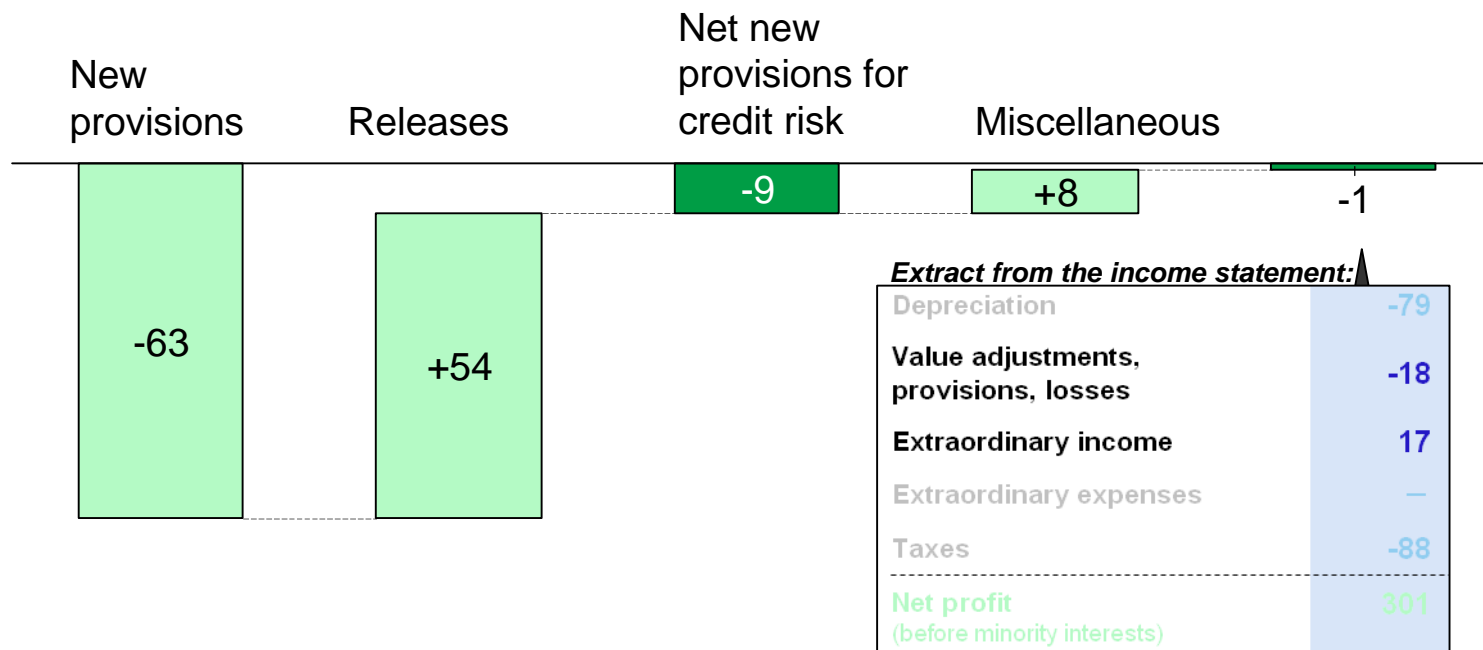 New
provisions
Releases
Net new
provisions for
credit risk
Miscellaneous
-63
+54
-9
+8
-1
Extract from the income statement:
Depreciation -79
Value adjustments,
provisions, losses -18
Extraordinary income 17
Extraordinary expenses –
Taxes -88
Net profit 301
(before minority interests)